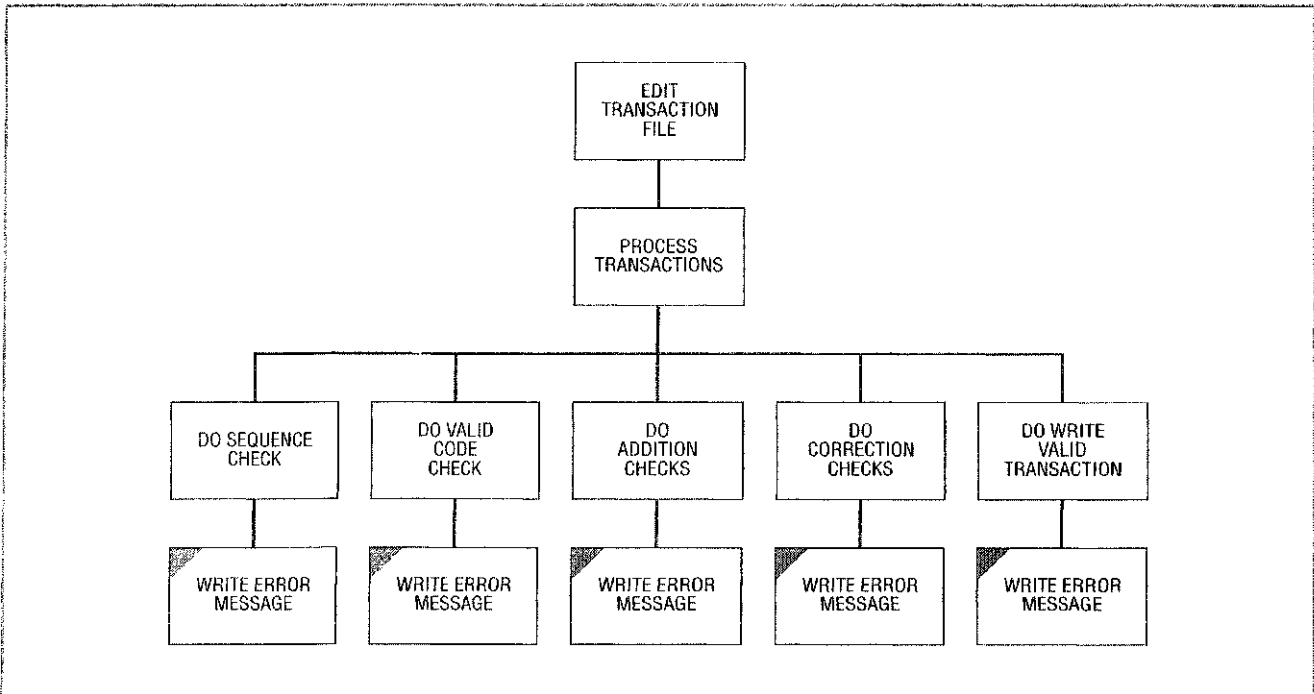 EDIT
TRANSACTION
FILE
PROCESS
TRANSACTIONS
DO SEQUENCE
CHECK
DO VALID
CODE
CHECK
DO
ADDITION
CHECKS
DO
CORRECTION
CHECKS
DO WRITE
VALID
TRANSACTION
WRITE ERROR
MESSAGE
WRITE ERROR
MESSAGE
WRITE ERROR
MESSAGE
WRITE ERROR
MESSAGE
WRITE ERROR
MESSAGE